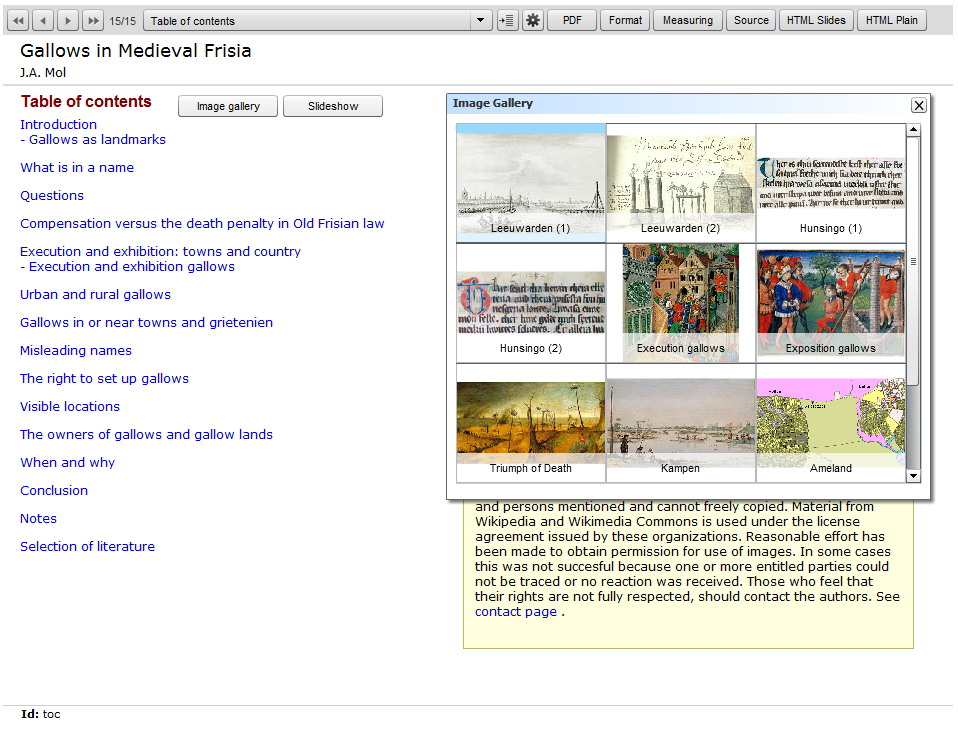 15/15
Table of contents
PDF
Format
Measuring
Source
HTML Slides
HTML Plain
Gallows in Medieval Frisia
J.A. Mol
Table of contents
Image gallery
Slideshow
Introduction
- Gallows as landmarks
What is in a name
Questions
Compensation versus the death penalty in Old Frisian law
Execution and exhibition: towns and country
- Execution and exhibition gallows
Urban and rural gallows
Gallows in or near towns and grietenien
Misleading names
The right to set up gallows
Visible locations
The owners of gallows and gallow lands
When and why
Conclusion
Notes
Selection of literature
Image Gallery
Leeuwarden (1)
Leeuwarden (2)
Hunsingo (1)
Hunsingo (2)
Execution gallows
Exposition gallows
Triumph of Death
Kampen
Ameland
and persons mentioned and cannot freely copied. Material from
Wikipedia and Wikimedia Commons is used under the license
agreement issued by these organizations. Reasonable effort has
been made to obtain permission for use of images. In some cases
this was not succesful because one or more entitled parties could
not be traced or no reaction was received. Those who feel that
their rights are not fully respected, should contact the authors. See
contact page .
Id: toc